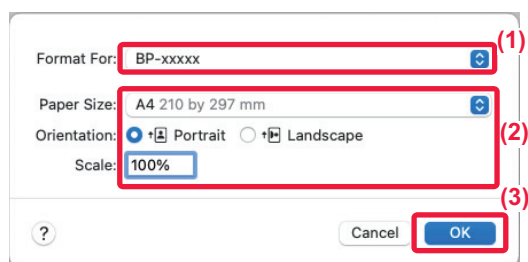 (1)
Format For: BP-xxxxx
Paper Size: A4 210 by 297 mm
Orientation: Portrait Landscape (2)
Scale: 100%
(3)
? Cancel OK